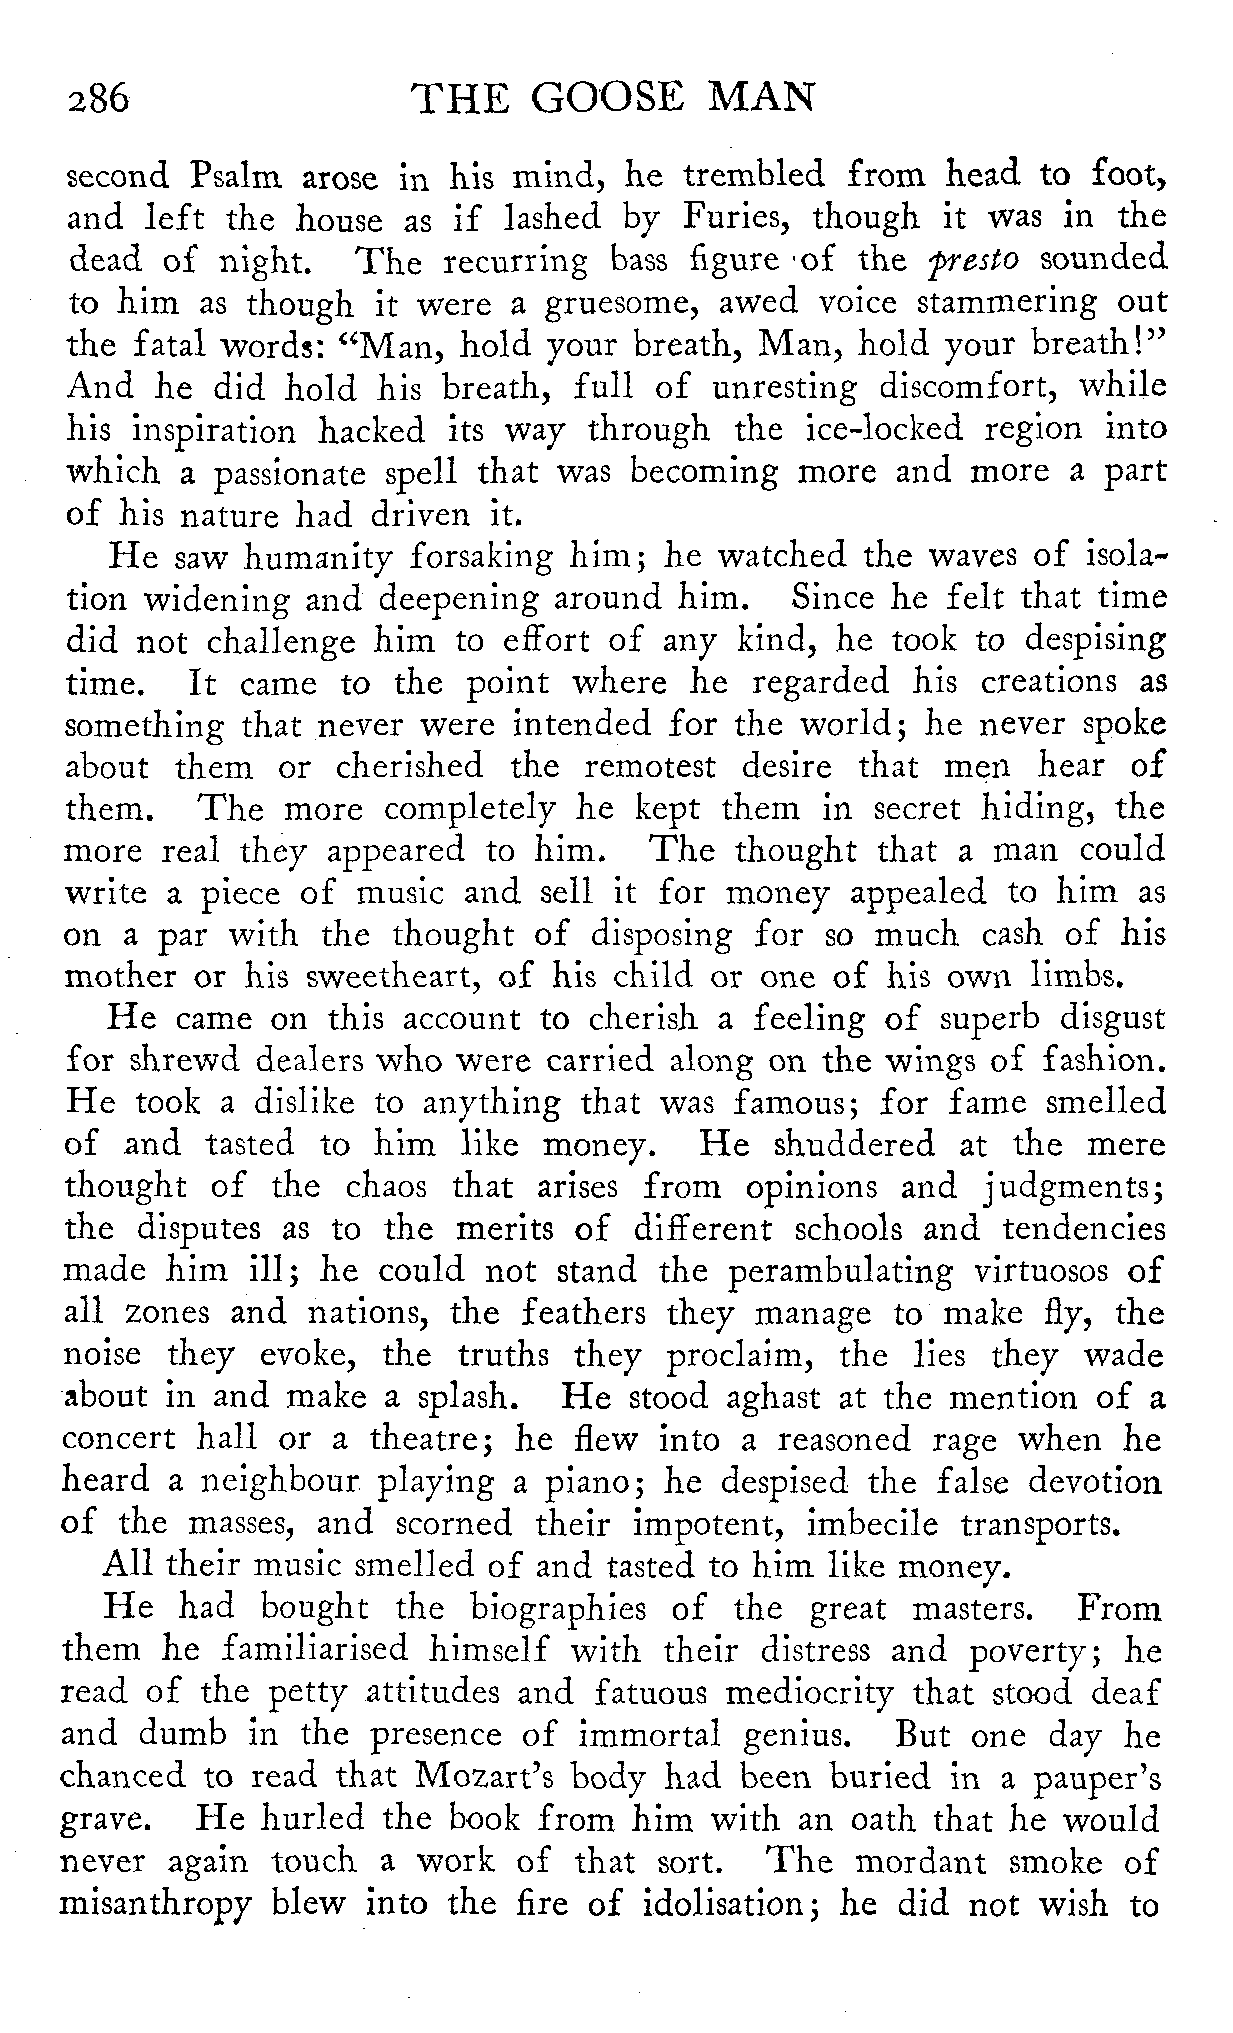 286 THE GOOSE MAN
second Psalm arose in his mind, he trembled from head to foot,
and left the house as if lashed by Furies, though it was in the
dead of night. The recurring bass figure of the presto sounded
to him as though it were a gruesome, awed voice stammering out
the fatal words: “Man, hold your breath, Man, hold your breath!”
And he did hold his breath, full of unresting discomfort, while
his inspiration hacked its way through the ice-locked region into
which a passionate spell that was becoming more and more a part
of his nature had driven it.
He saw humanity forsaking him; he watched the waves of isola-
tion widening and deepening around him. Since he felt that time
did not challenge him to effort of any kind, he took to despising
time. It came to the point where he regarded his creations as
something that never were intended for the world; he never spoke
about them or cherished the remotest desire that men hear of
them. The more completely he kept them in secret hiding, the
more real they appeared to him. The thought that a man could
write a piece of music and sell it for money appealed to him as
on a par with the thought of disposing for so much cash of his
mother or his sweetheart, of his child or one of his own limbs.
He came on this account to cherish a feeling of superb disgust
for shrewd dealers who were carried along on the wings of fashion.
He took a dislike to anything that was famous; for fame smelled
of and tasted to him like money. He shuddered at the mere
thought of the chaos that arises from opinions and judgments;
the disputes as to the merits of different schools and tendencies
made him ill; he could not stand the perambulating virtuosos of
all zones and nations, the feathers they manage to make fly, the
noise they evoke, the truths they proclaim, the lies they wade
about in and make a splash. He stood aghast at the mention of a
concert hall or a theatre; he flew into a reasoned rage when he
heard a neighbour playing a piano; he despised the false devotion
of the masses, and scorned their impotent, imbecile transports.
All their music smelled of and tasted to him like money.
He had bought the biographies of the great masters. From
them he familiarised himself with their distress and poverty; he
read of the petty attitudes and fatuous mediocrity that stood deaf
and dumb in the presence of immortal genius. But one day he
chanced to read that Mozart’s body had been buried in a pauper’s
grave. He hurled the book from him with an oath that he would
never again touch a work of that sort. The mordant smoke of
misanthropy blew into the fire of idolisation; he did not wish to